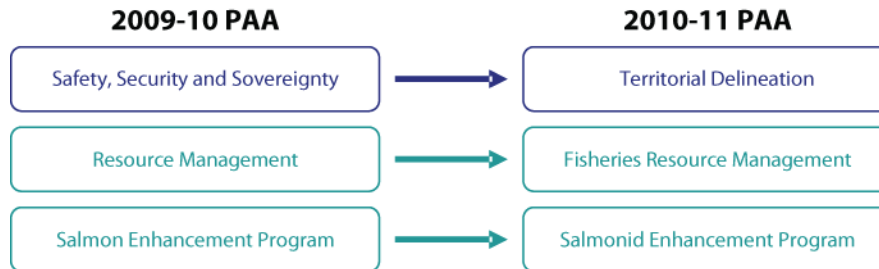 2009-10 PAA
2010-11 PAA
Safety, Security and Sovereignty
Territorial Delineation
Resource Management
Fisheries Resource Management
Salmon Enhancement Program
Salmonid Enhancement Program